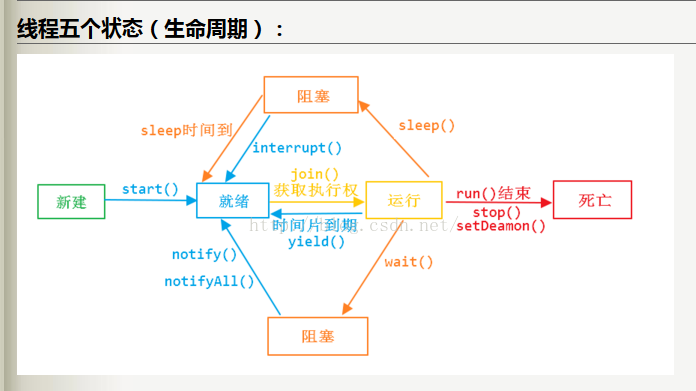 线程五个状态（生命周期）：
阻塞
sleep时间到
sleep()
interrupt()
join()
新建
start()
就绪
获取执行权
运行
run()结束
死亡
时间片到期
stop()
yield()
setDeamon()
notify()
wait()
notifyAll()
阻塞